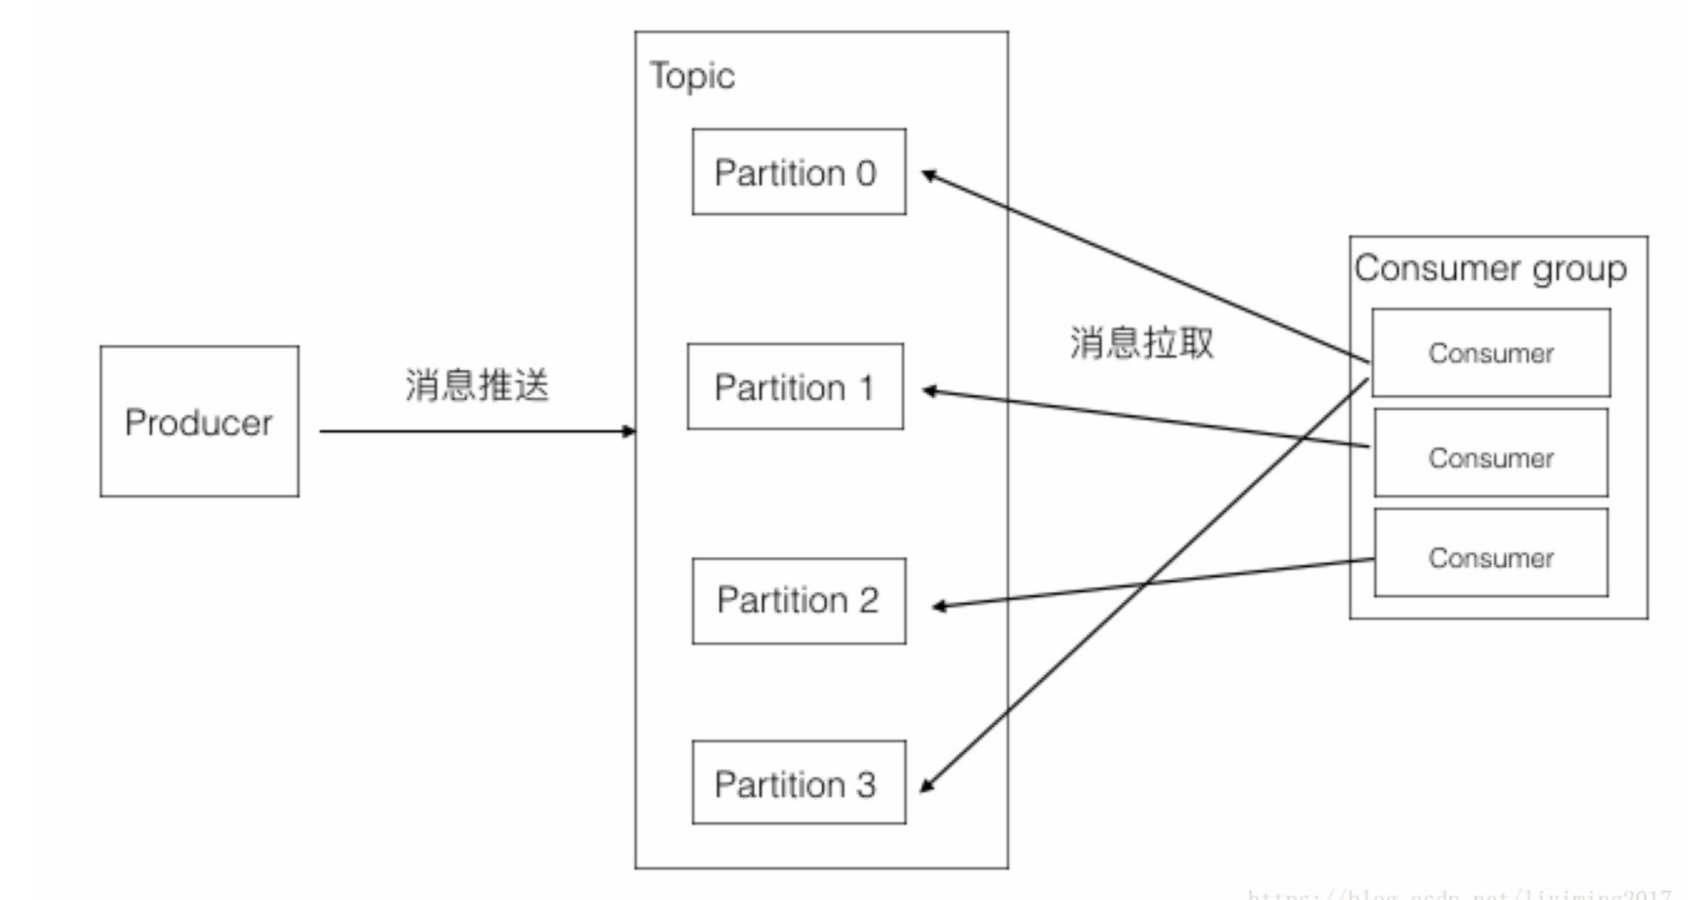 Topic
Partition 0
Partition 1
Partition 2
Partition 3
Producer
消息推送
消息拉取
Consumer group
Consumer
Consumer
Consumer
https://blog.csdn.net/liximing2017